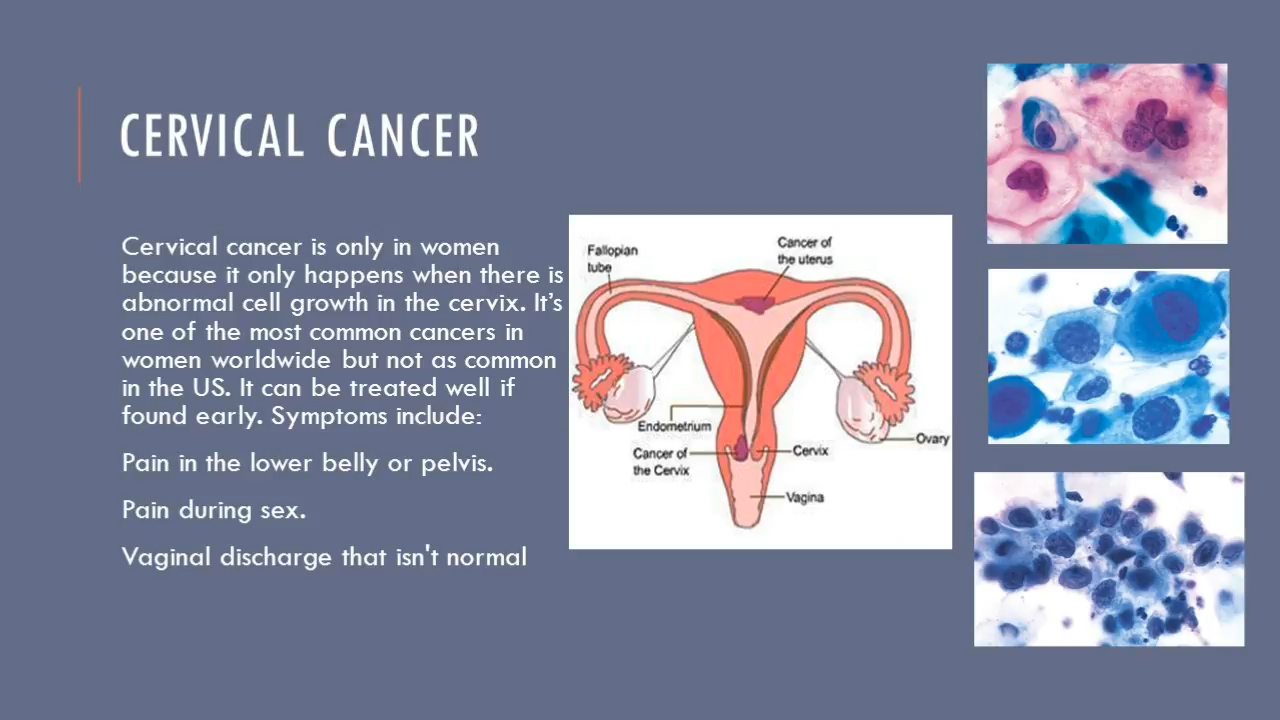 CERVICAL CANCER
Cervical cancer is only in women
because it only happens when there is
abnormal cell growth in the cervix. It's
one of the most common cancers in
women worldwide but not as common
in the US. It can be treated well if
found early. Symptoms include:
Pain in the lower belly or pelvis.
Pain during sex.
Vaginal discharge that isn't normal
Fallopian
tube
Cancer of
the uterus
Endometrium
Ovary
Cancer of
the Cervix
Cervix
Vagina